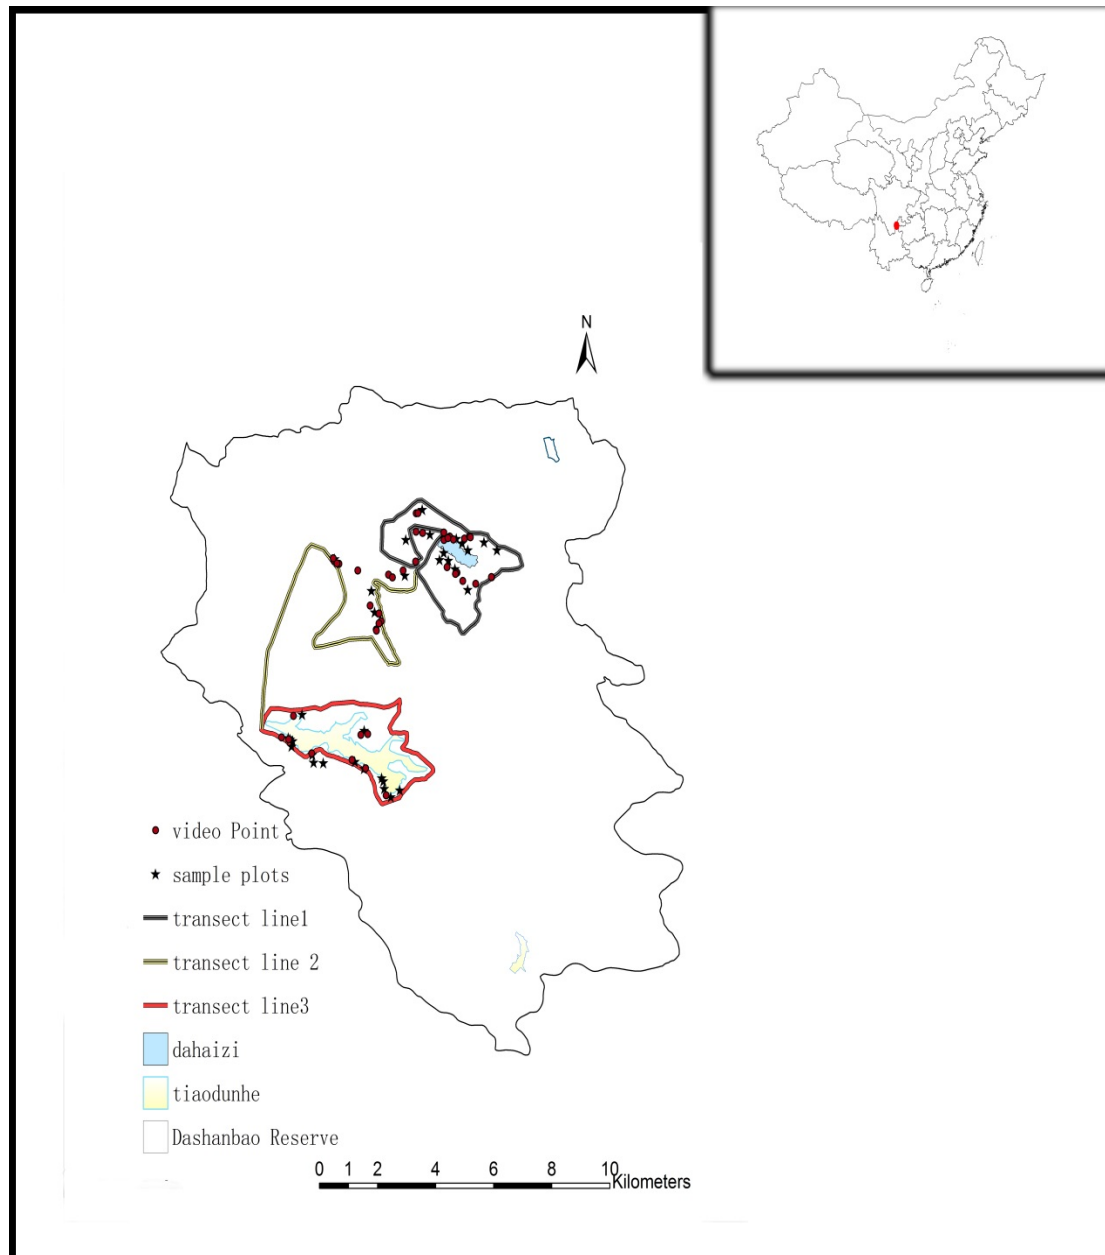 N
video Point
sample plots
transect line1
transect line 2
transect line3
dahaizi
tiaodunhe
Dashanbao Reserve
0 1 2 4 6 8 10
Kilometers